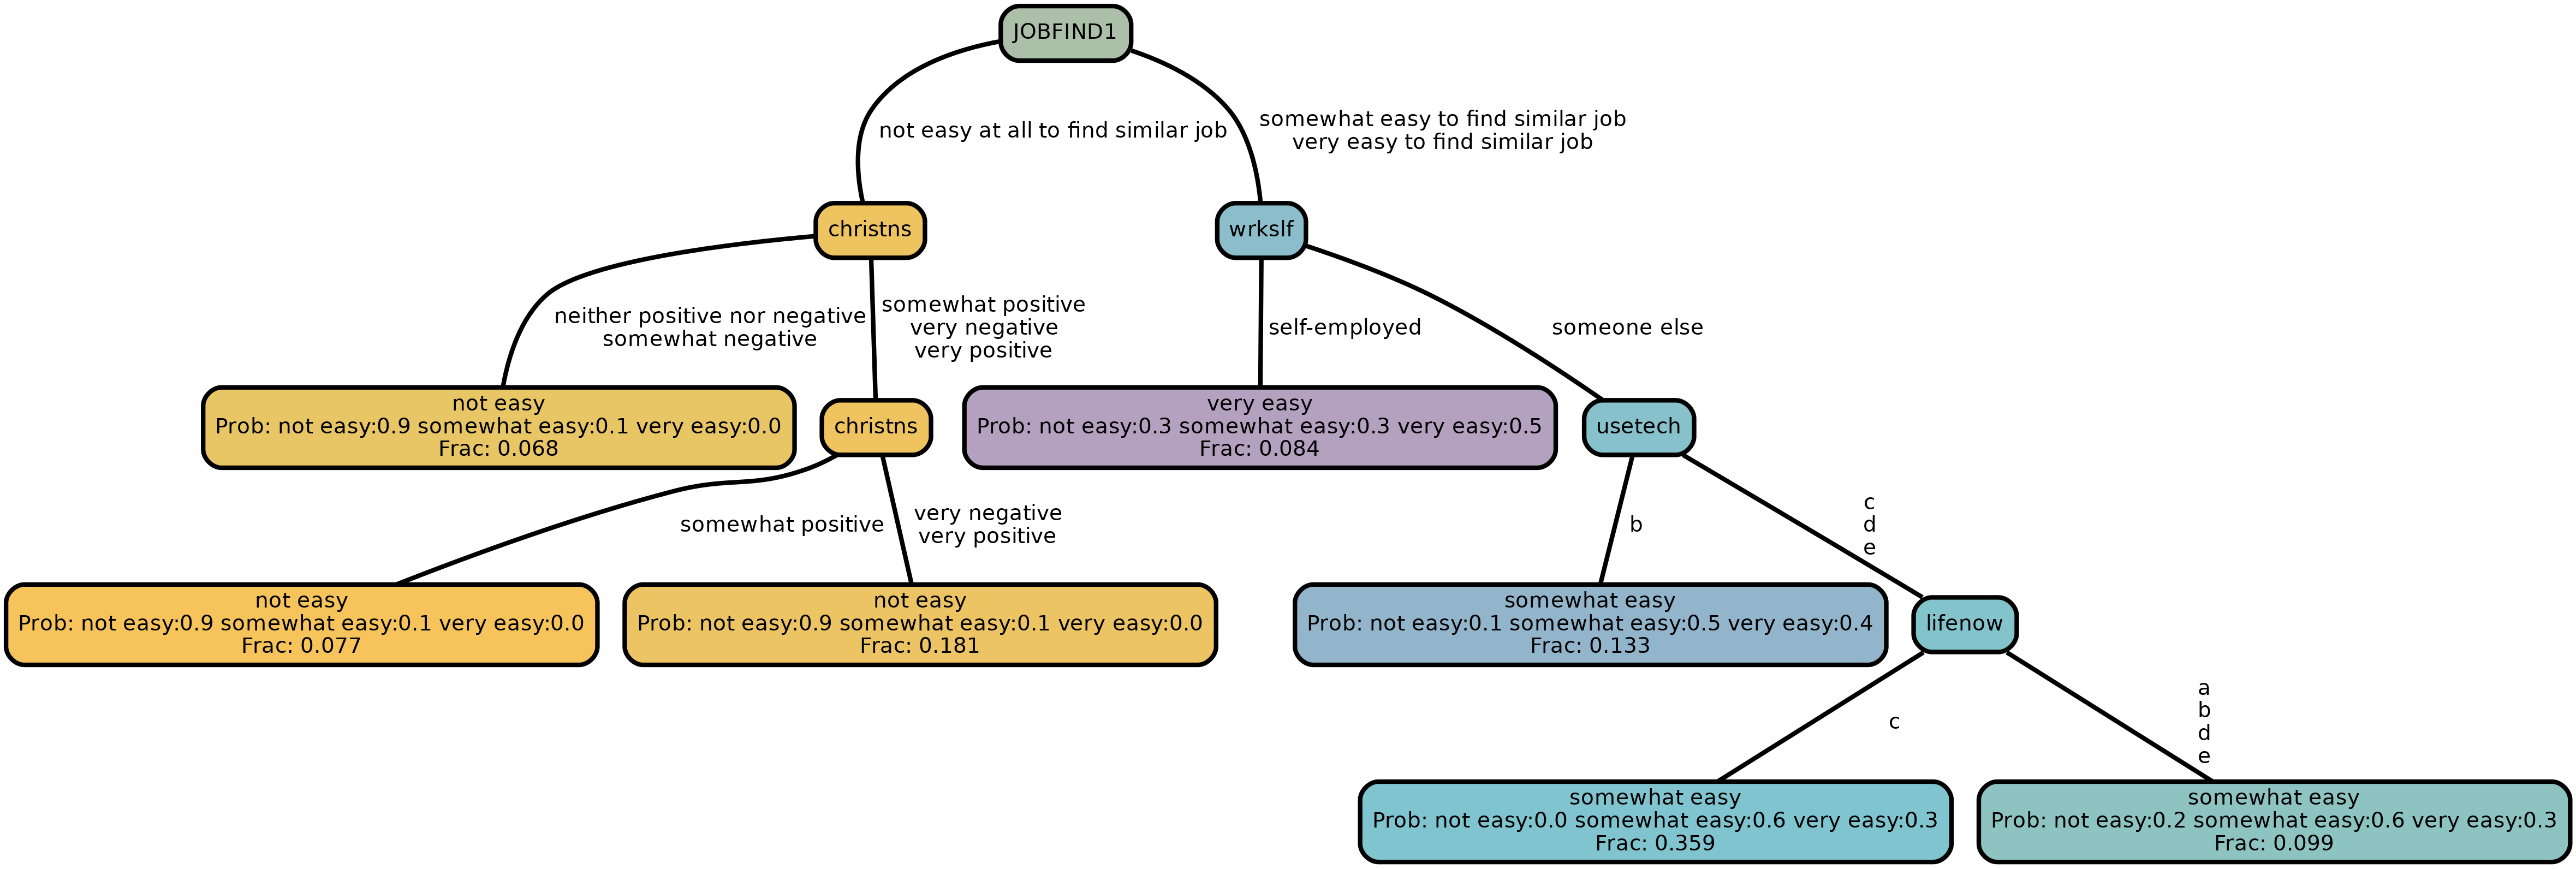 JOBFIND1
not easy at all to find similar job
somewhat easy to find similar job
very easy to find similar job
christns
wrkslf
neither positive nor negative
somewhat negative
somewhat positive
very negative
very positive
self-employed
someone else
not easy
Prob: not easy:0.9 somewhat easy:0.1 very easy:0.0
Frac: 0.068
christns
very easy
Prob: not easy:0.3 somewhat easy:0.3 very easy:0.5
Frac: 0.084
usetech
somewhat positive
very negative
very positive
b
c
d
e
not easy
Prob: not easy:0.9 somewhat easy:0.1 very easy:0.0
Frac: 0.077
not easy
Prob: not easy:0.9 somewhat easy:0.1 very easy:0.0
Frac: 0.181
somewhat easy
Prob: not easy:0.1 somewhat easy:0.5 very easy:0.4
Frac: 0.133
lifenow
c
a
b
d
e
somewhat easy
Prob: not easy:0.0 somewhat easy:0.6 very easy:0.3
Frac: 0.359
somewhat easy
Prob: not easy:0.2 somewhat easy:0.6 very easy:0.3
Frac: 0.099